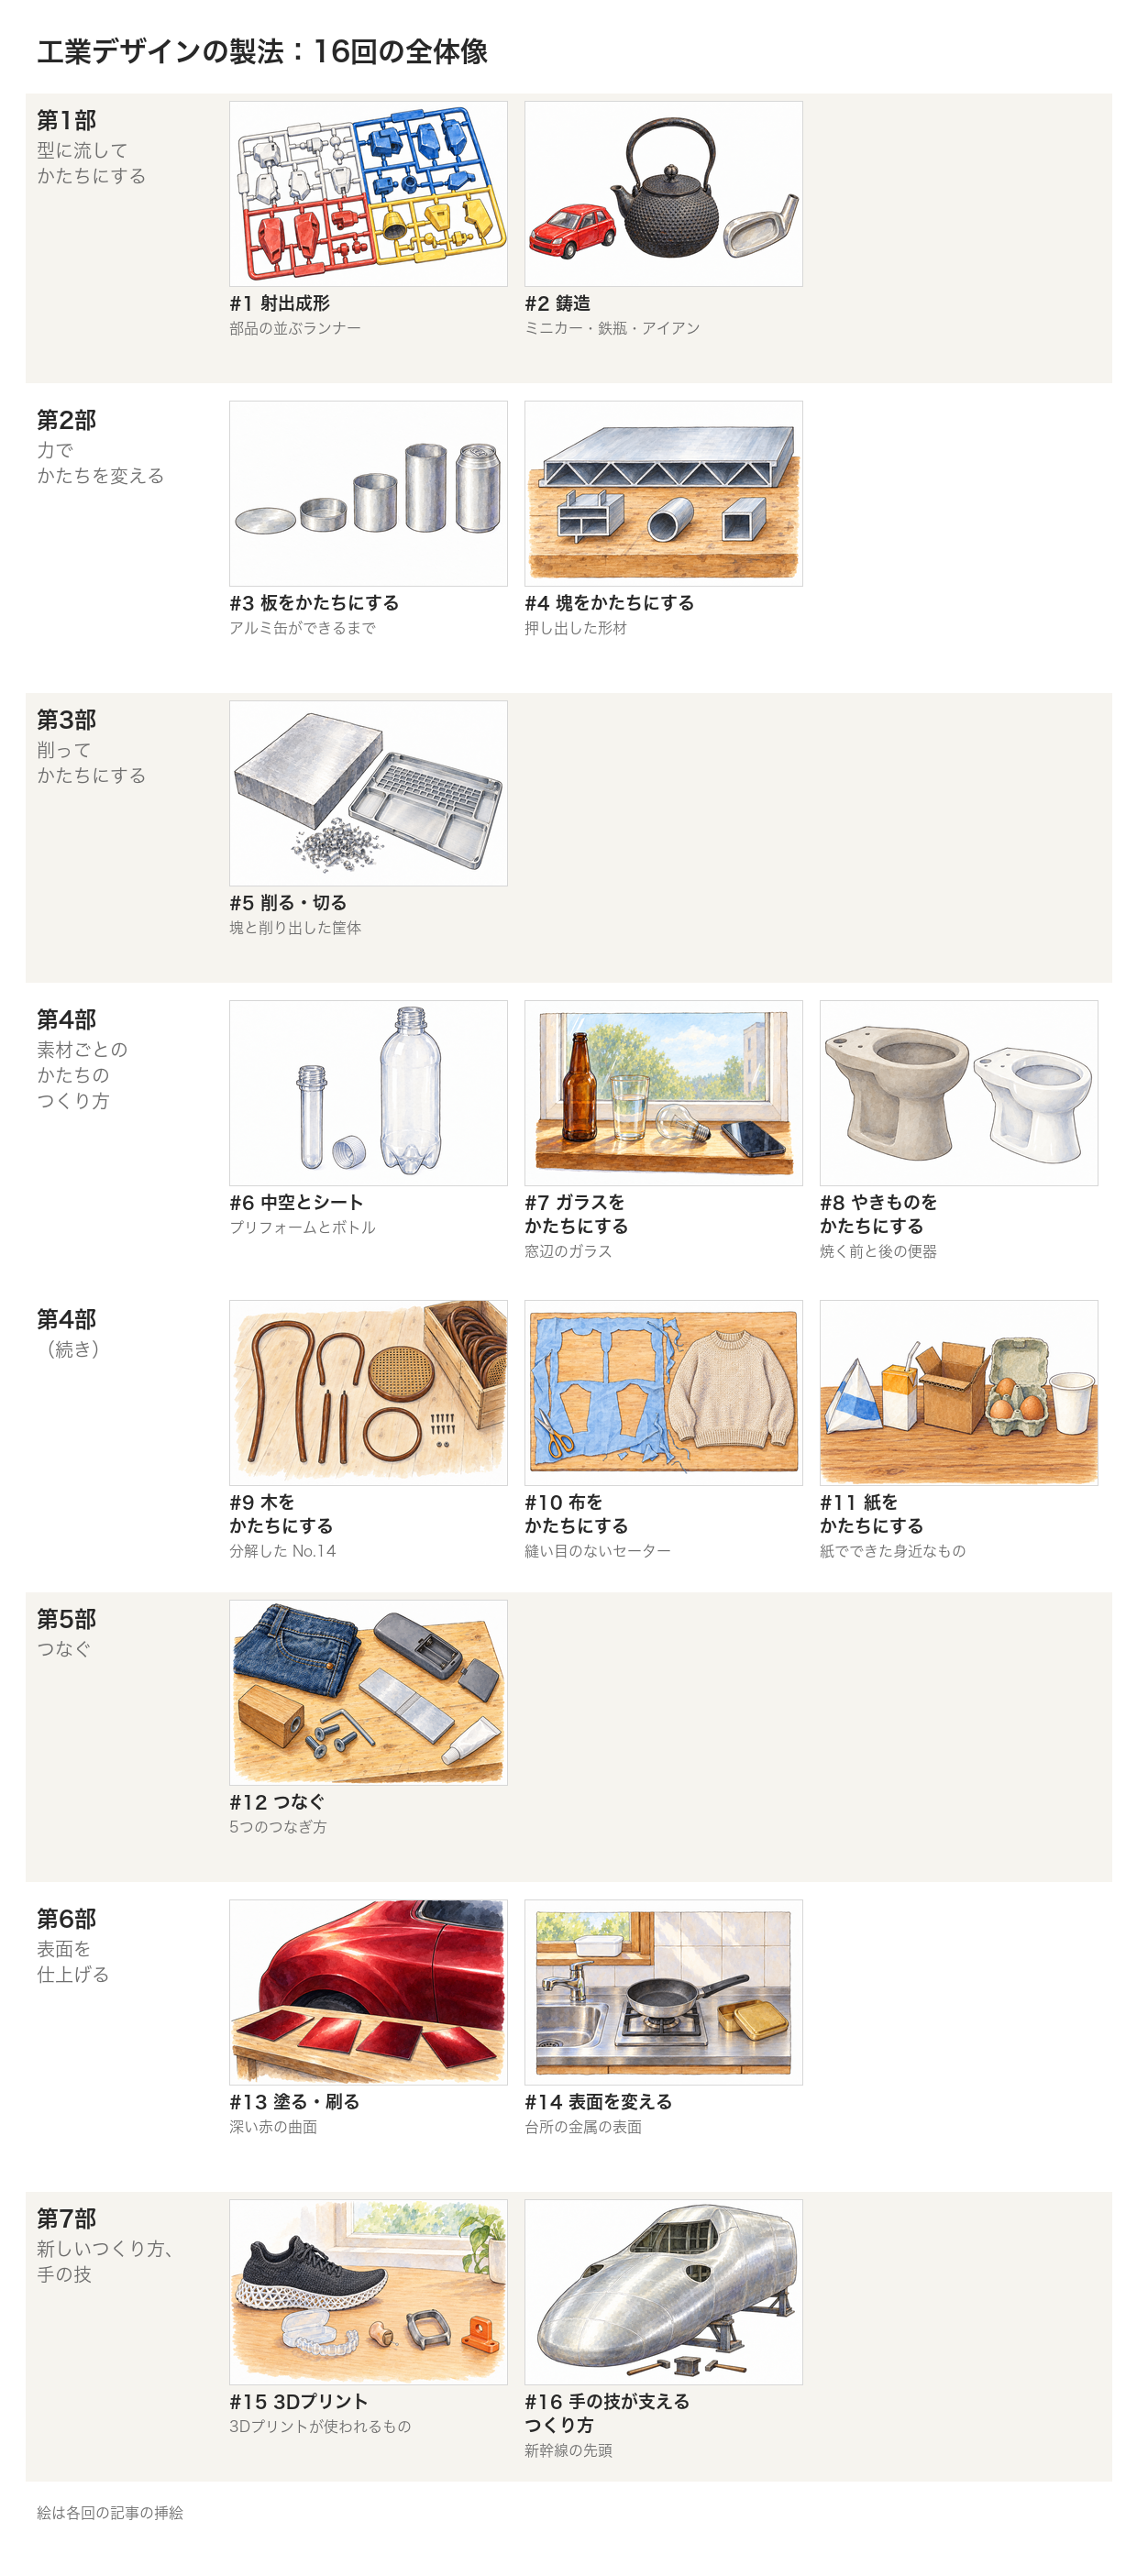 工業デザインの製法：16回の全体像
第1部
型に流して
かたちにする
#1 射出成形
部品の並ぶランナー
#2 鋳造
ミニカー・鉄瓶・アイアン
第2部
力で
かたちを変える
#3 板をかたちにする
アルミ缶ができるまで
#4 塊をかたちにする
押し出した形材
第3部
削って
かたちにする
#5 削る・切る
塊と削り出した筐体
第4部
素材ごとの
かたちの
つくり方
#6 中空とシート
プリフォームとボトル
#7 ガラスを
かたちにする
窓辺のガラス
#8 やきものを
かたちにする
焼く前と後の便器
第4部
（続き）
#9 木を
かたちにする
分解した No.14
#10 布を
かたちにする
縫い目のないセーター
#11 紙を
かたちにする
紙でできた身近なもの
第5部
つなぐ
#12 つなぐ
5つのつなぎ方
第6部
表面を
仕上げる
#13 塗る・刷る
深い赤の曲面
#14 表面を変える
台所の金属の表面
第7部
新しいつくり方、
手の技
#15 3Dプリント
3Dプリントが使われるもの
#16 手の技が支える
つくり方
新幹線の先頭
絵は各回の記事の挿絵